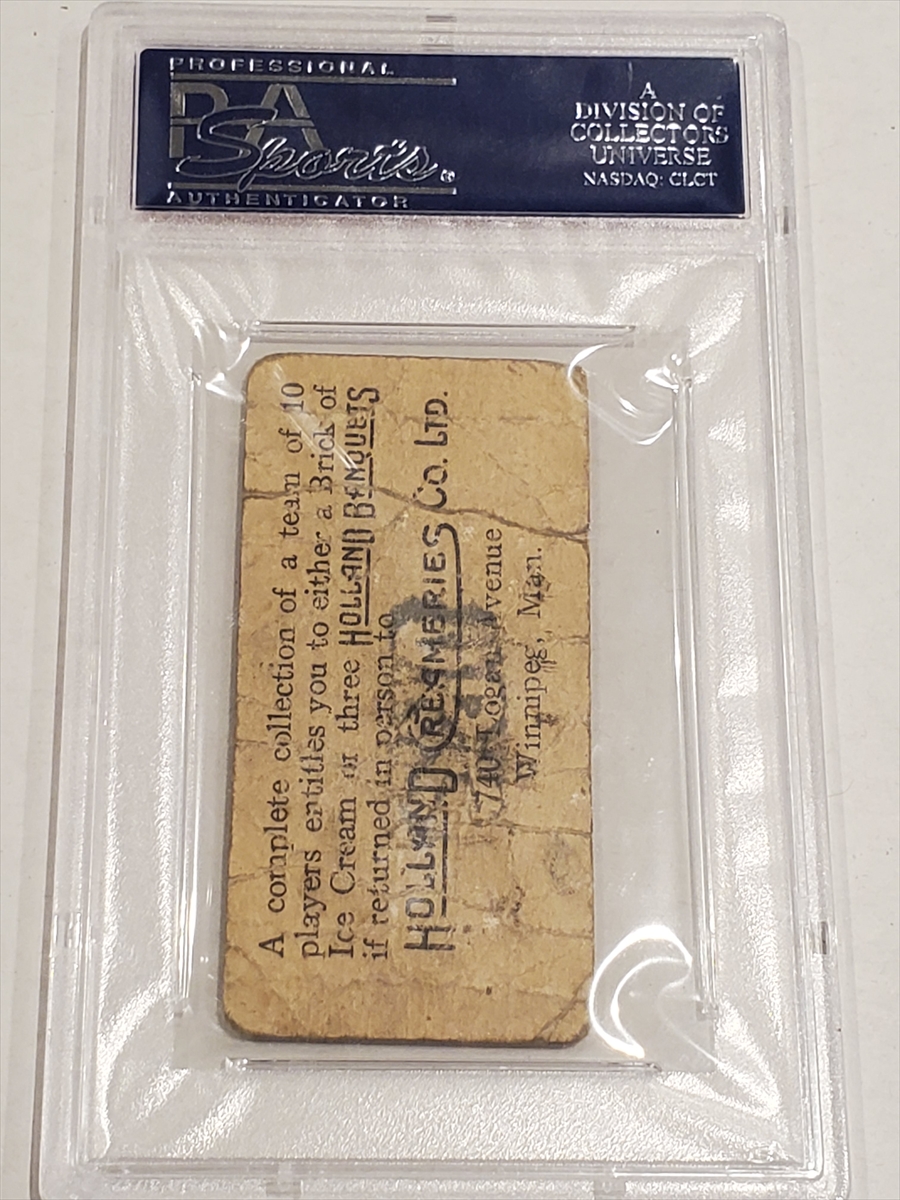 PROFESSIONAL
PSA
Sports®
AUTHENTICATOR
A
DIVISION OF
COLLECTORS
UNIVERSE
NASDAQ: CLCT
A complete collection of a team of 10
players entitles you to either a Brick of
Ice Cream or three HOLLAND BANQUETS
if returned in person to
HOLLAND CREAMERIES CO. LTD.
740 Logan Avenue
Winnipeg, Man.